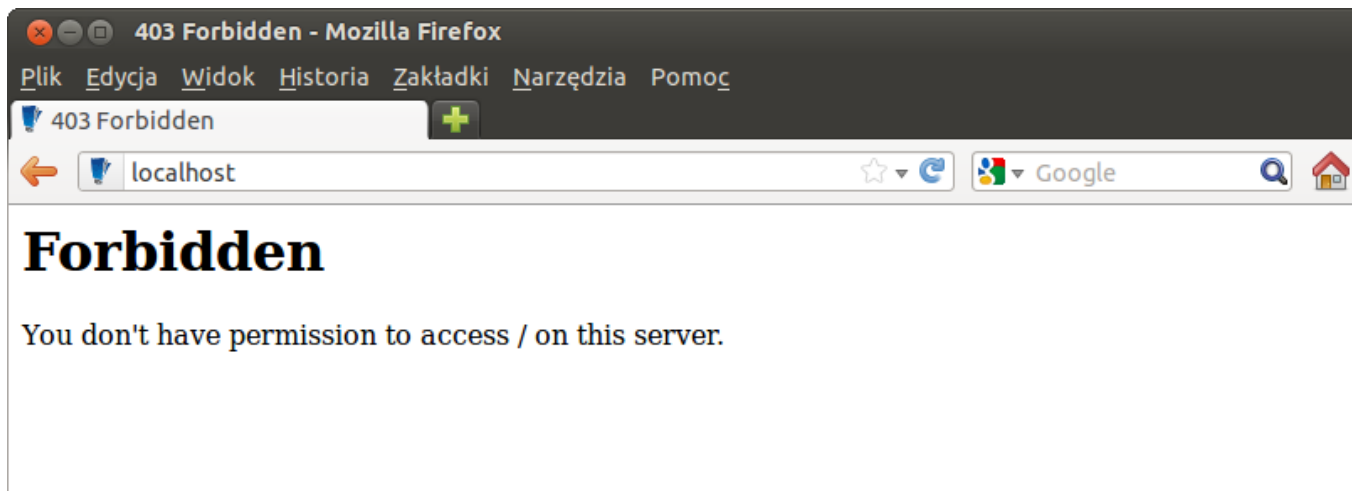 403 Forbidden - Mozilla Firefox
Plik Edycja Widok Historia Zakładki Narzędzia Pomoc
403 Forbidden
localhost Google
Forbidden
You don't have permission to access / on this server.